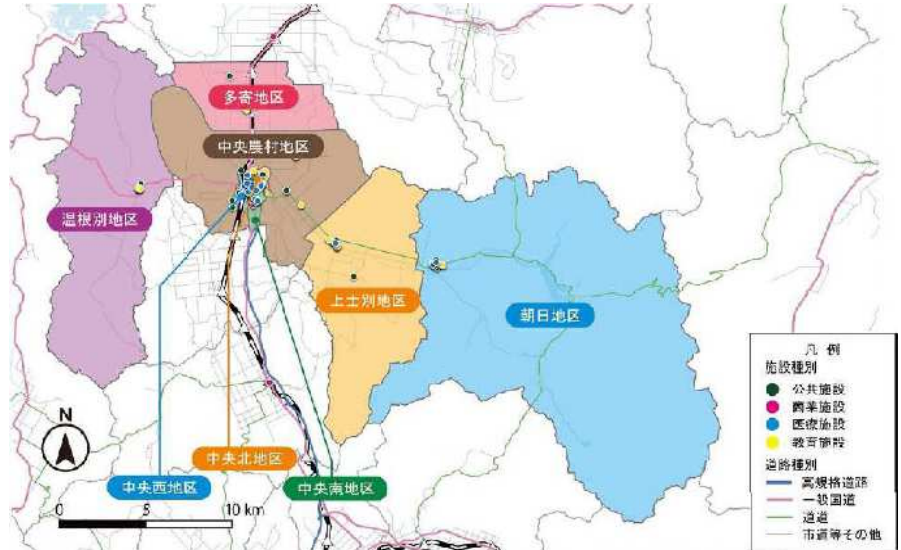 多寄地区
中央農村地区
温根別地区
上士別地区
朝日地区
中央北地区
中央西地区
中央南地区
N
0 5 10 km
凡 例
施設種別
公共施設
商業施設
医療施設
教育施設
道路種別
高規格道路
一般国道
道道
市道等その他